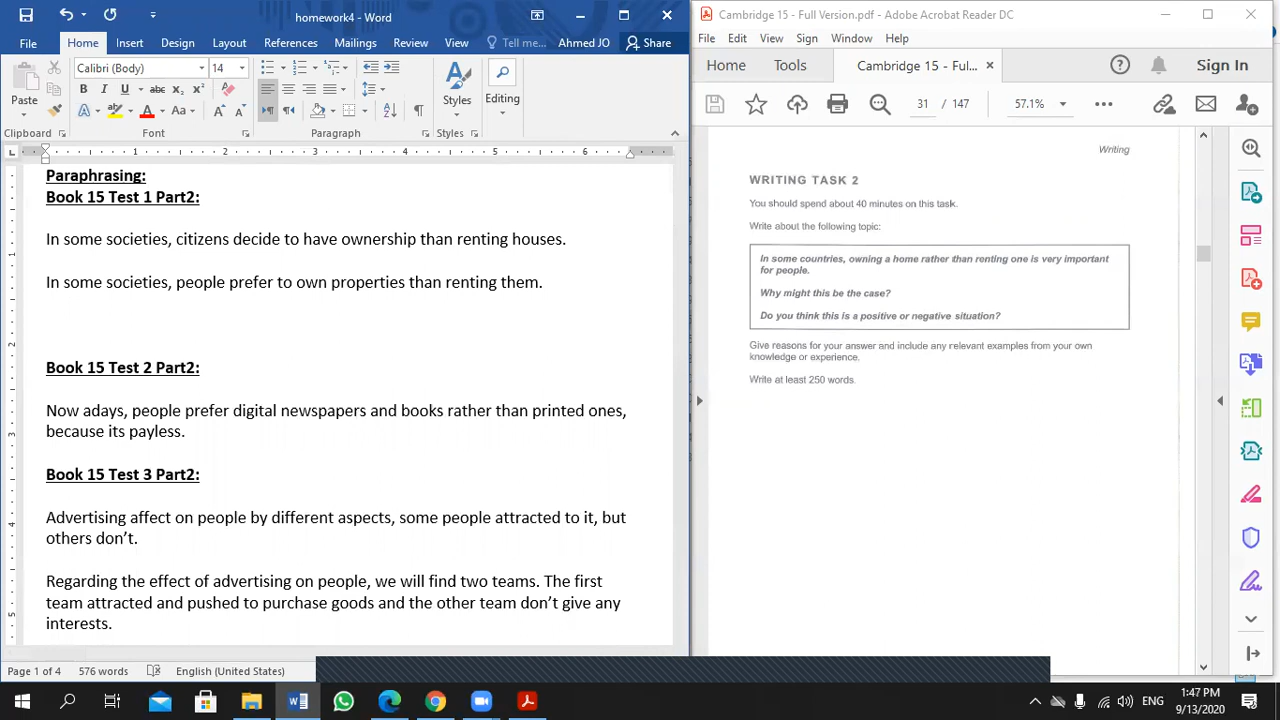 homework4 - Word
File Home Insert Design Layout References Mailings Review View Tell me... Ahmed JO Share
Calibri (Body) 14
Paste Styles Editing
Clipboard Font Paragraph Styles
Paraphrasing:
Book 15 Test 1 Part2:
In some societies, citizens decide to have ownership than renting houses.
In some societies, people prefer to own properties than renting them.
Book 15 Test 2 Part2:
Now adays, people prefer digital newspapers and books rather than printed ones,
because its payless.
Book 15 Test 3 Part2:
Advertising affect on people by different aspects, some people attracted to it, but
others don’t.
Regarding the effect of advertising on people, we will find two teams. The first
team attracted and pushed to purchase goods and the other team don’t give any
interests.
Page 1 of 4 576 words English (United States)
Cambridge 15 - Full Version.pdf - Adobe Acrobat Reader DC
File Edit View Sign Window Help
Home Tools Cambridge 15 - Ful... Sign In
31 / 147 57.1%
Writing
WRITING TASK 2
You should spend about 40 minutes on this task.
Write about the following topic:
In some countries, owning a home rather than renting one is very important
for people.
Why might this be the case?
Do you think this is a positive or negative situation?
Give reasons for your answer and include any relevant examples from your own
knowledge or experience.
Write at least 250 words.
ENG
1:47 PM
9/13/2020